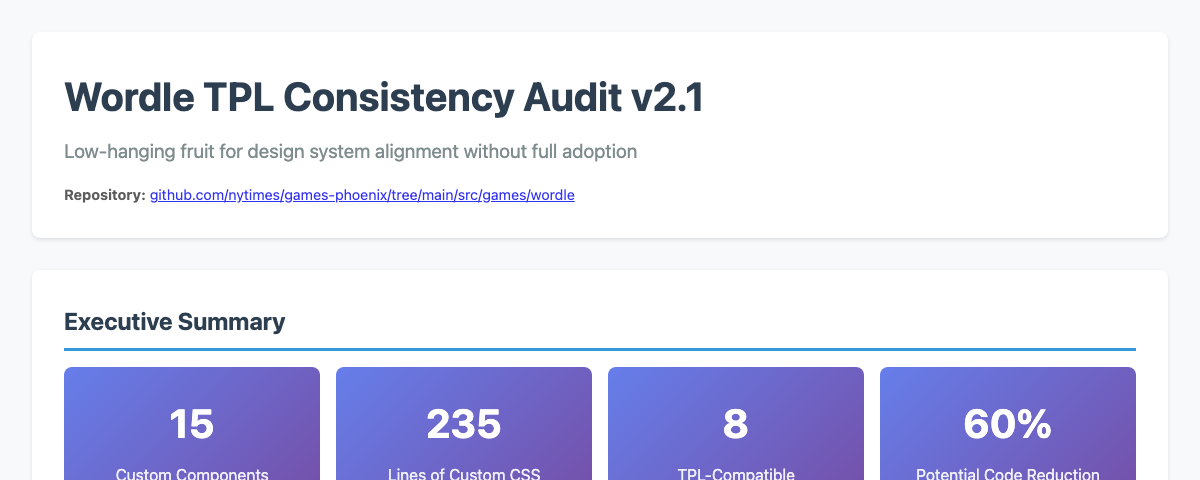 Wordle TPL Consistency Audit v2.1
Low-hanging fruit for design system alignment without full adoption
Repository: github.com/nytimes/games-phoenix/tree/main/src/games/wordle
Executive Summary
15
235
8
60%
Custom Components
Lines of Custom CSS
TPL-Compatible
Potential Code Reduction